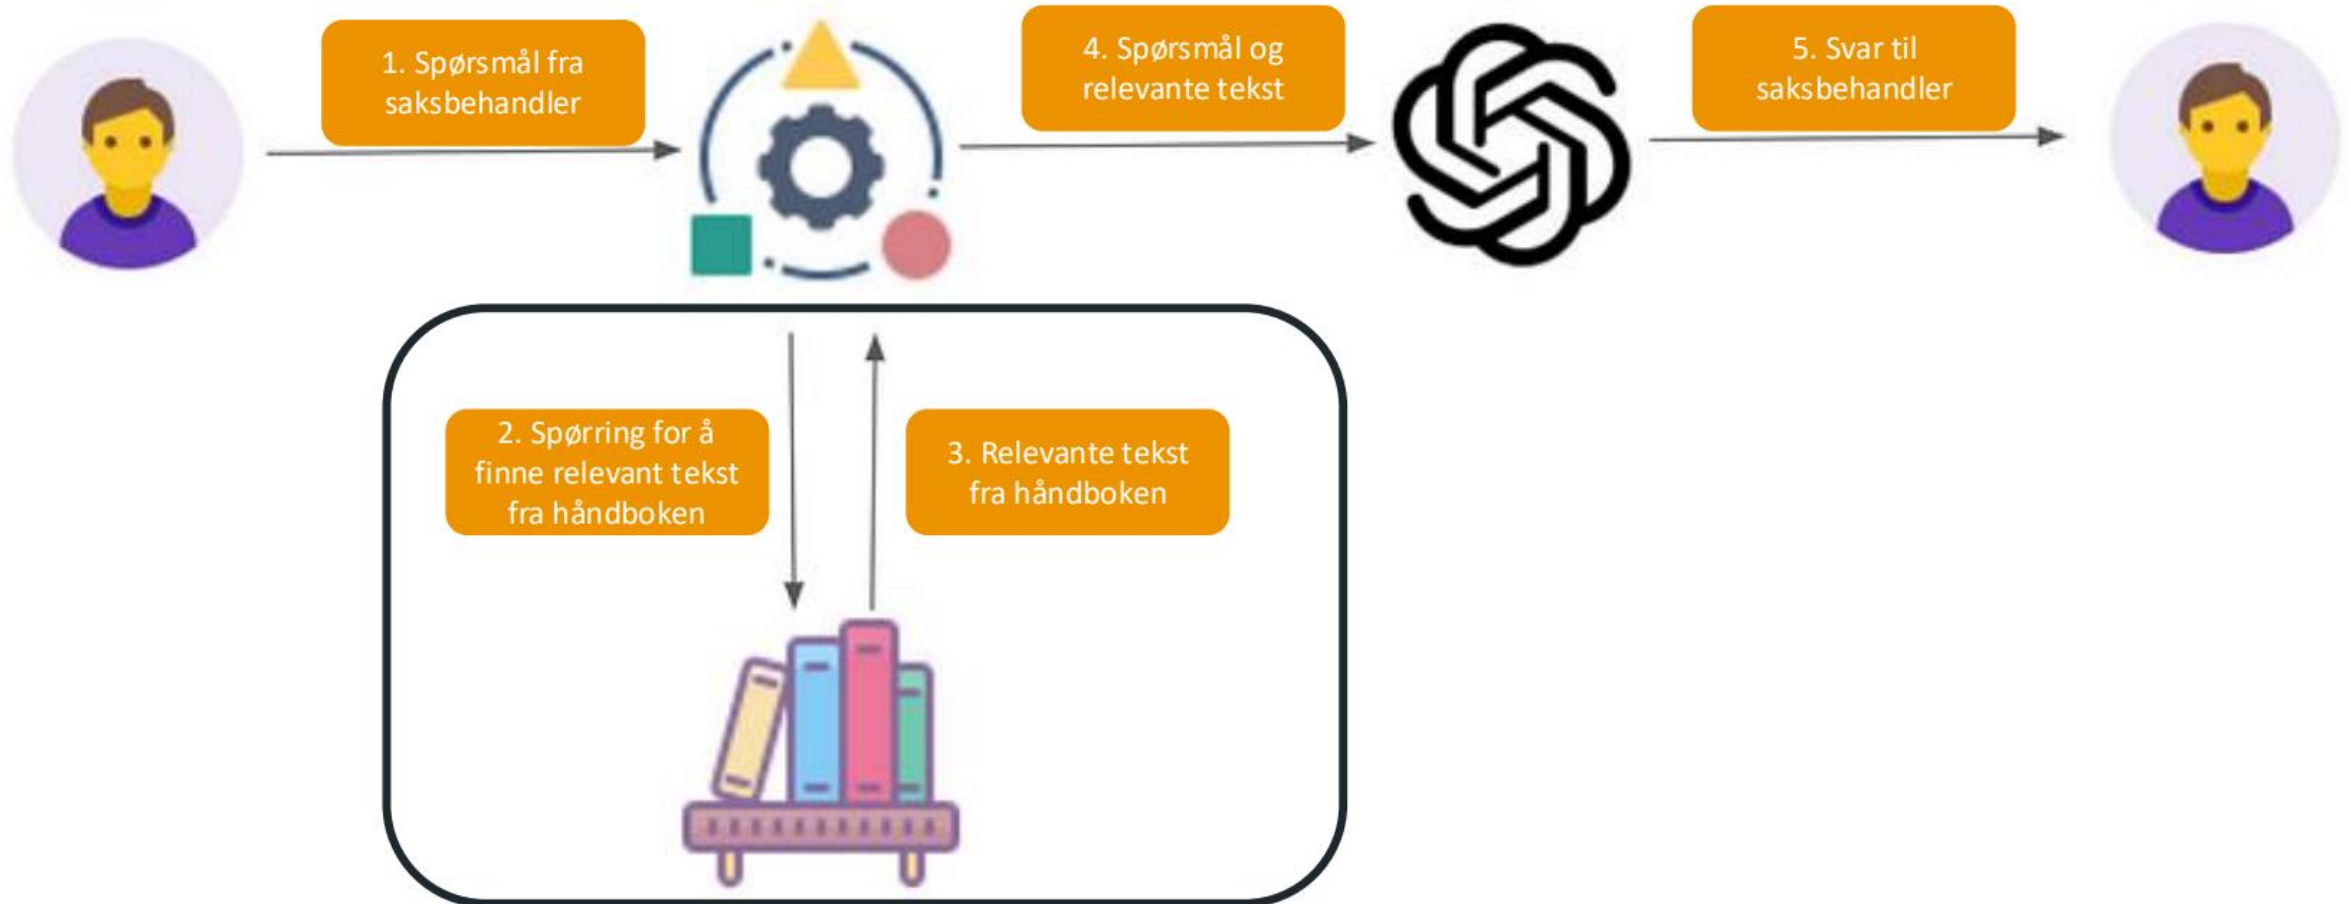 1. Spørsmål fra
saksbehandler
4. Spørsmål og
relevante tekst
5. Svar til
saksbehandler
2. Spørring for å
finne relevant tekst
fra håndboken
3. Relevante tekst
fra håndboken